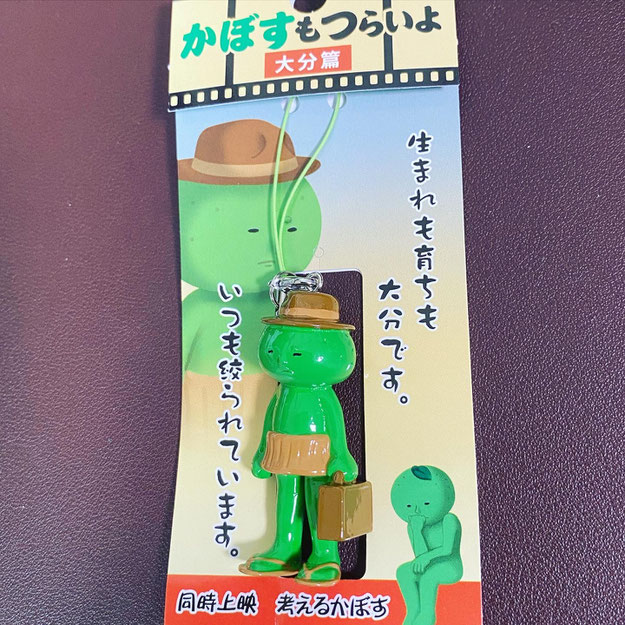 かぼすもつらいよ
大分篇
生まれも育ちも
大分です。
いつも絞られています。
同時上映 考えるかぼす